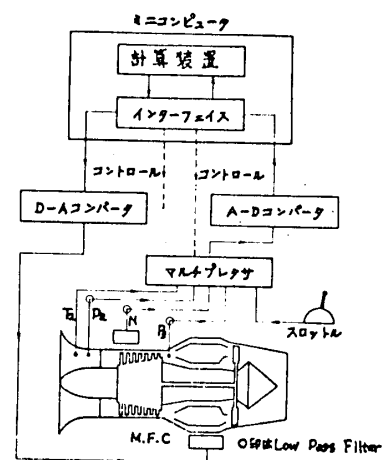 ミニコンピュータ
計算装置
インターフェイス
コントロール
コントロール
D-Aコンバータ
A-Dコンバータ
マルチプレクサ
T₂
P₂
N
P₃
スロットル
M.F.C
○印はLow Pass Filter